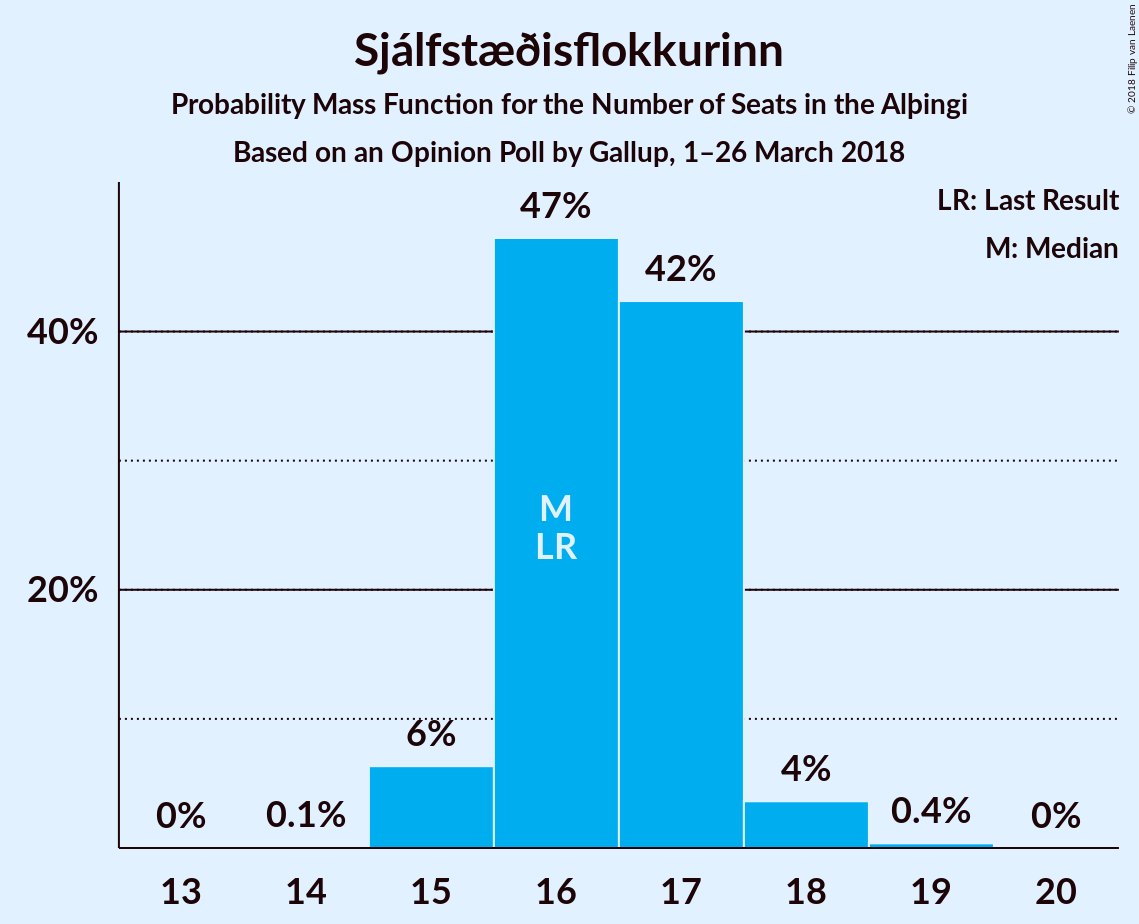 Sjálfstæðisflokkurinn
Probability Mass Function for the Number of Seats in the Alþingi
Based on an Opinion Poll by Gallup, 1–26 March 2018
© 2018 Filip van Laenen
LR: Last Result
M: Median
47%
42%
40%
M
LR
20%
6%
4%
0%
0.1%
0.4%
0%
13 14 15 16 17 18 19 20